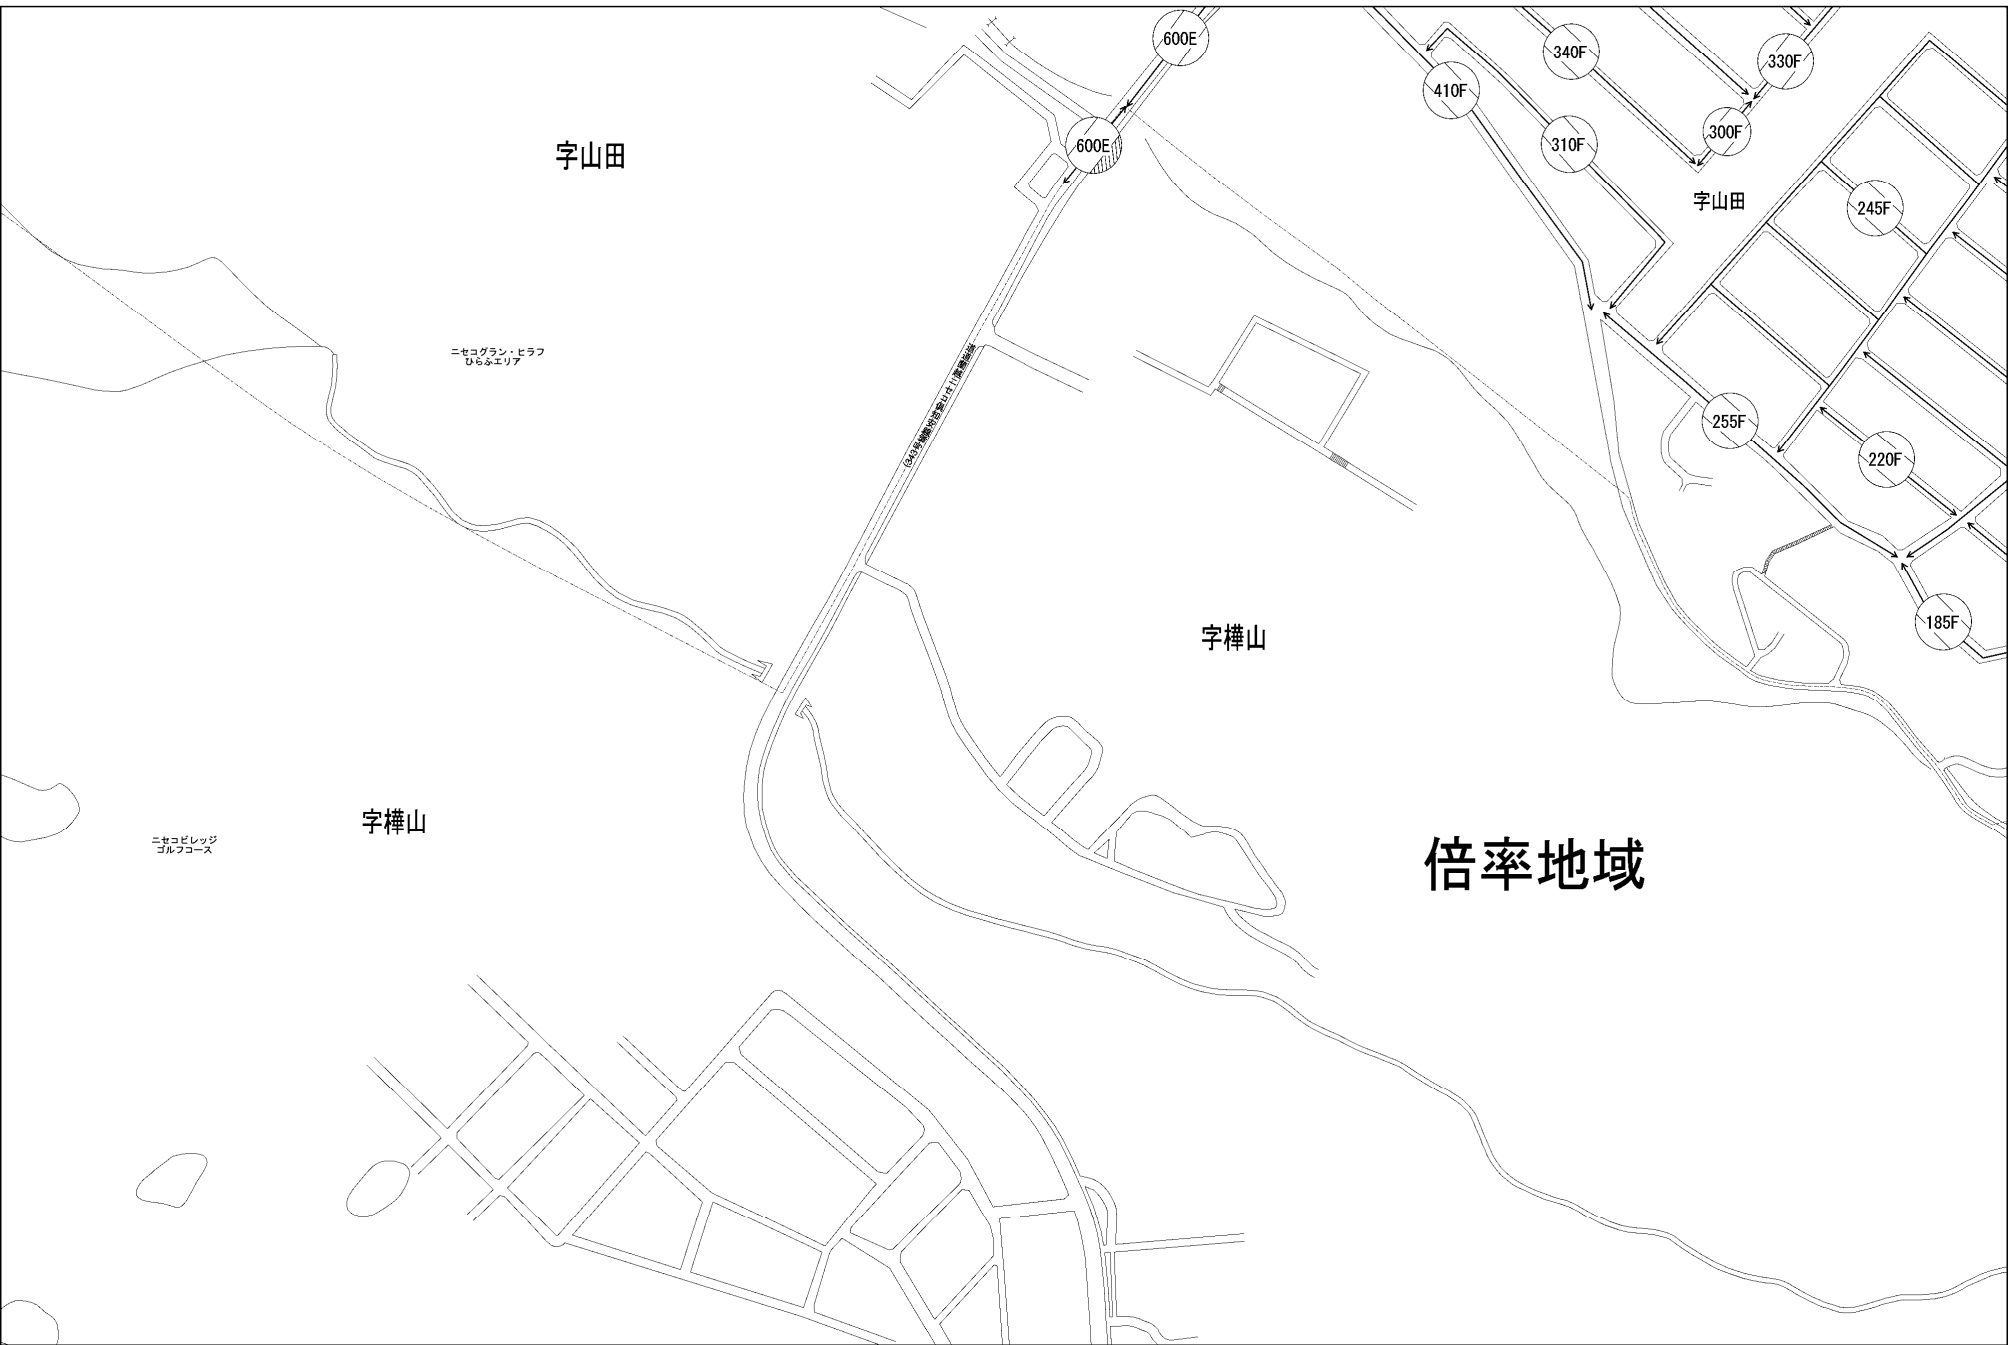 600E
340F
330F
410F
300F
600E
310F
字山田
字山田
245F
ニセコグラン・ヒラフ
ひらふエリア
255F
220F
185F
字樺山
字樺山
ニセコビレッジ
ゴルフコース
倍率地域